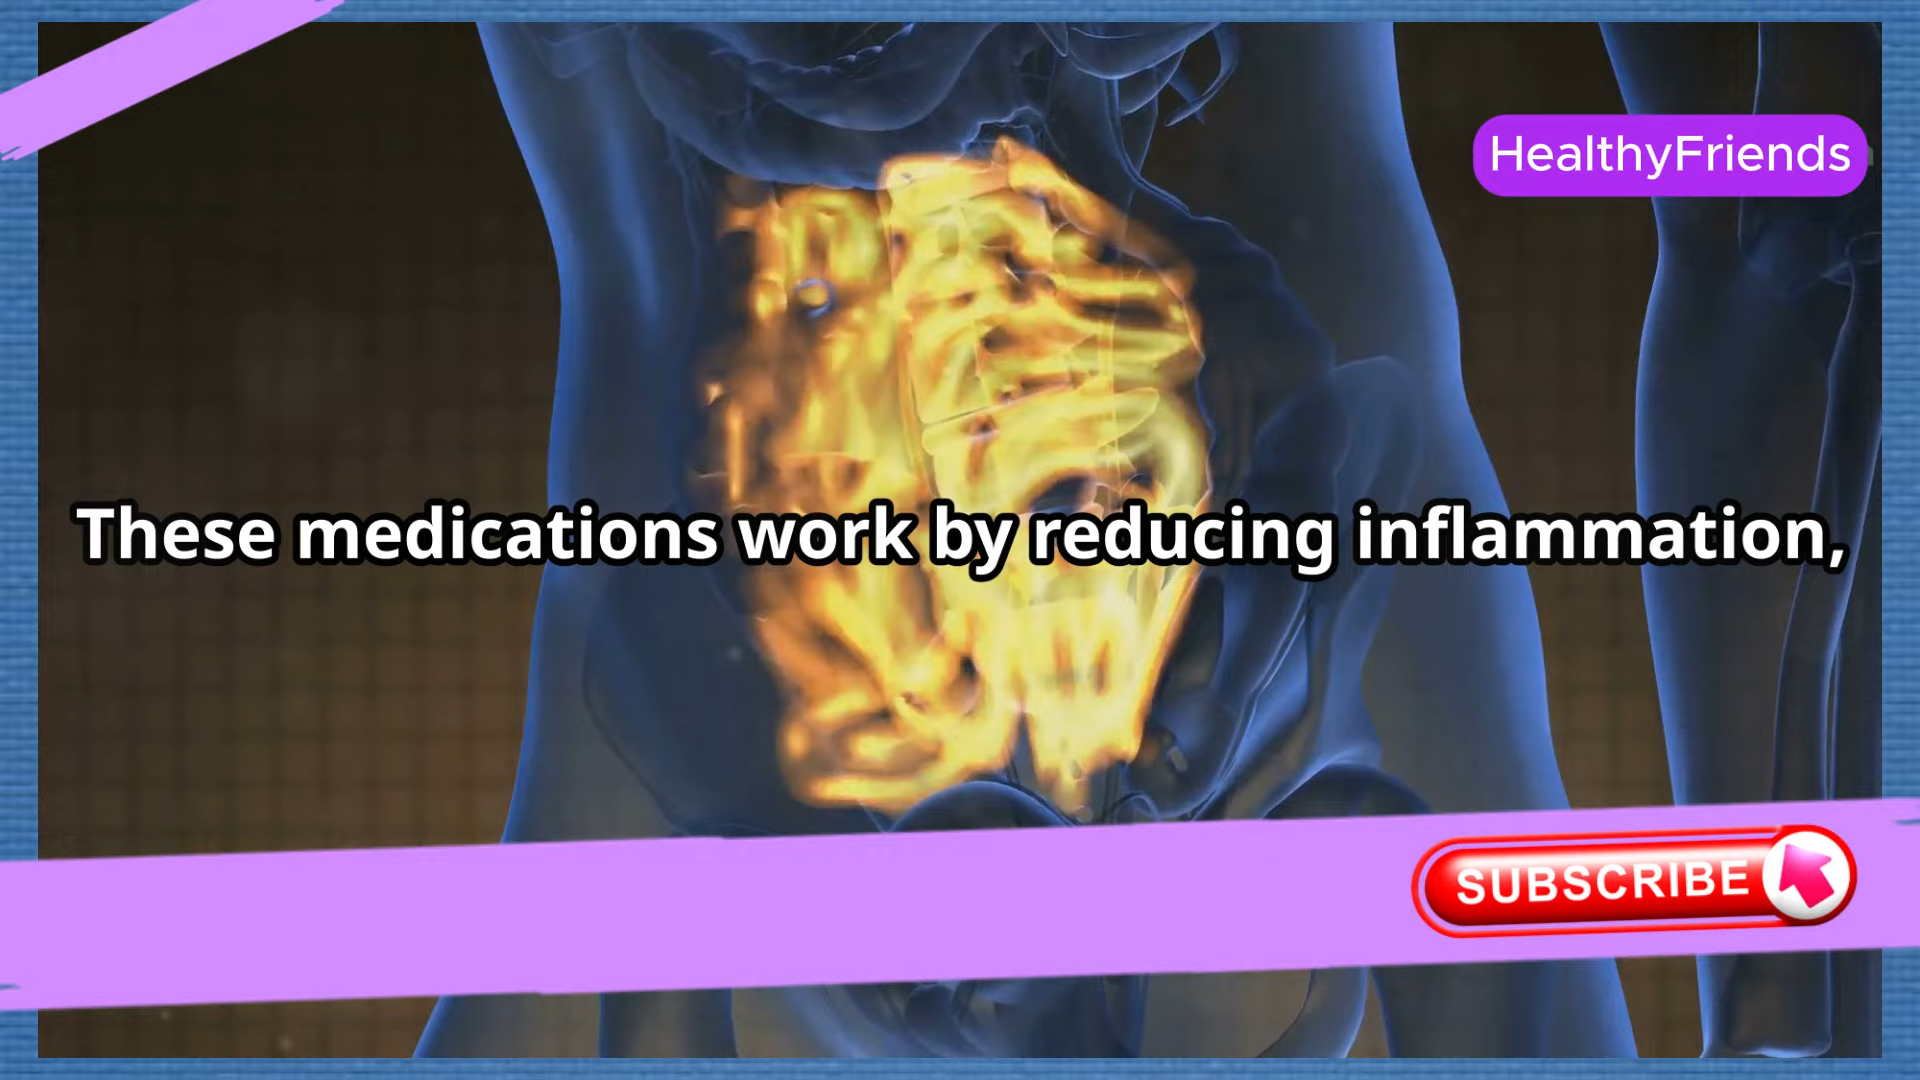 HealthyFriends
These medications work by reducing inflammation,
SUBSCRIBE